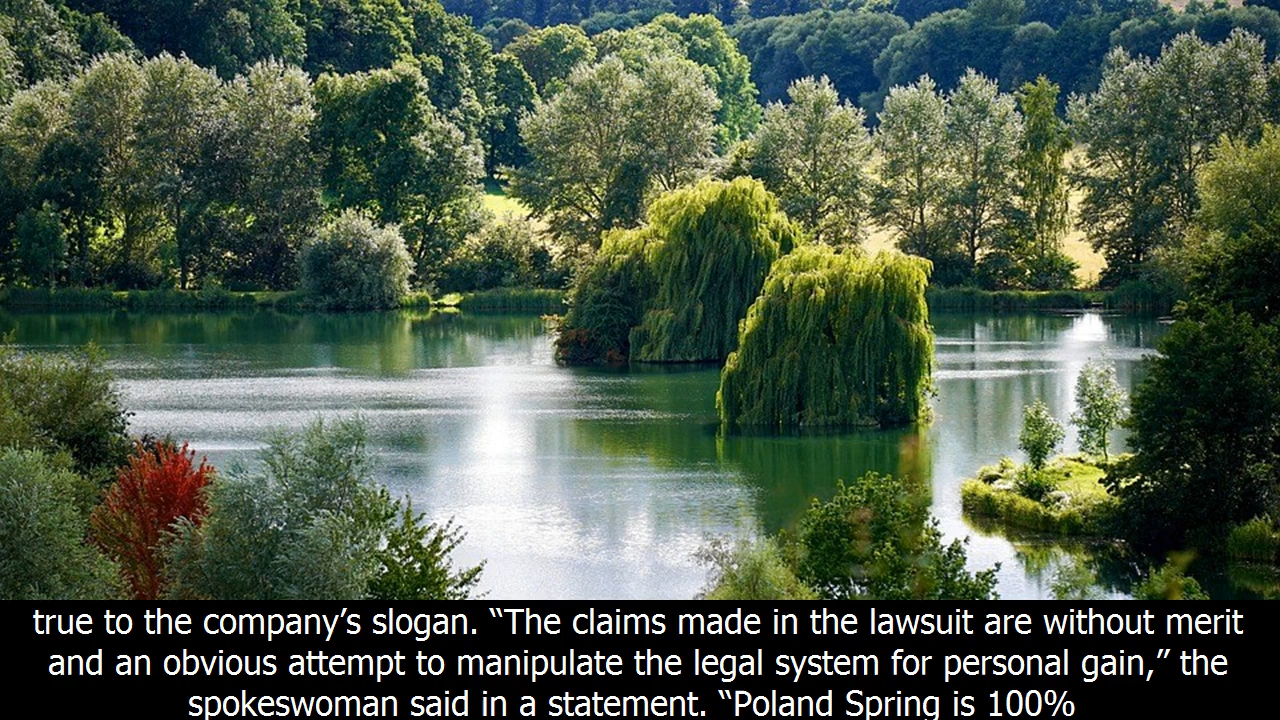 true to the company’s slogan. “The claims made in the lawsuit are without merit
and an obvious attempt to manipulate the legal system for personal gain,” the
spokeswoman said in a statement. “Poland Spring is 100%